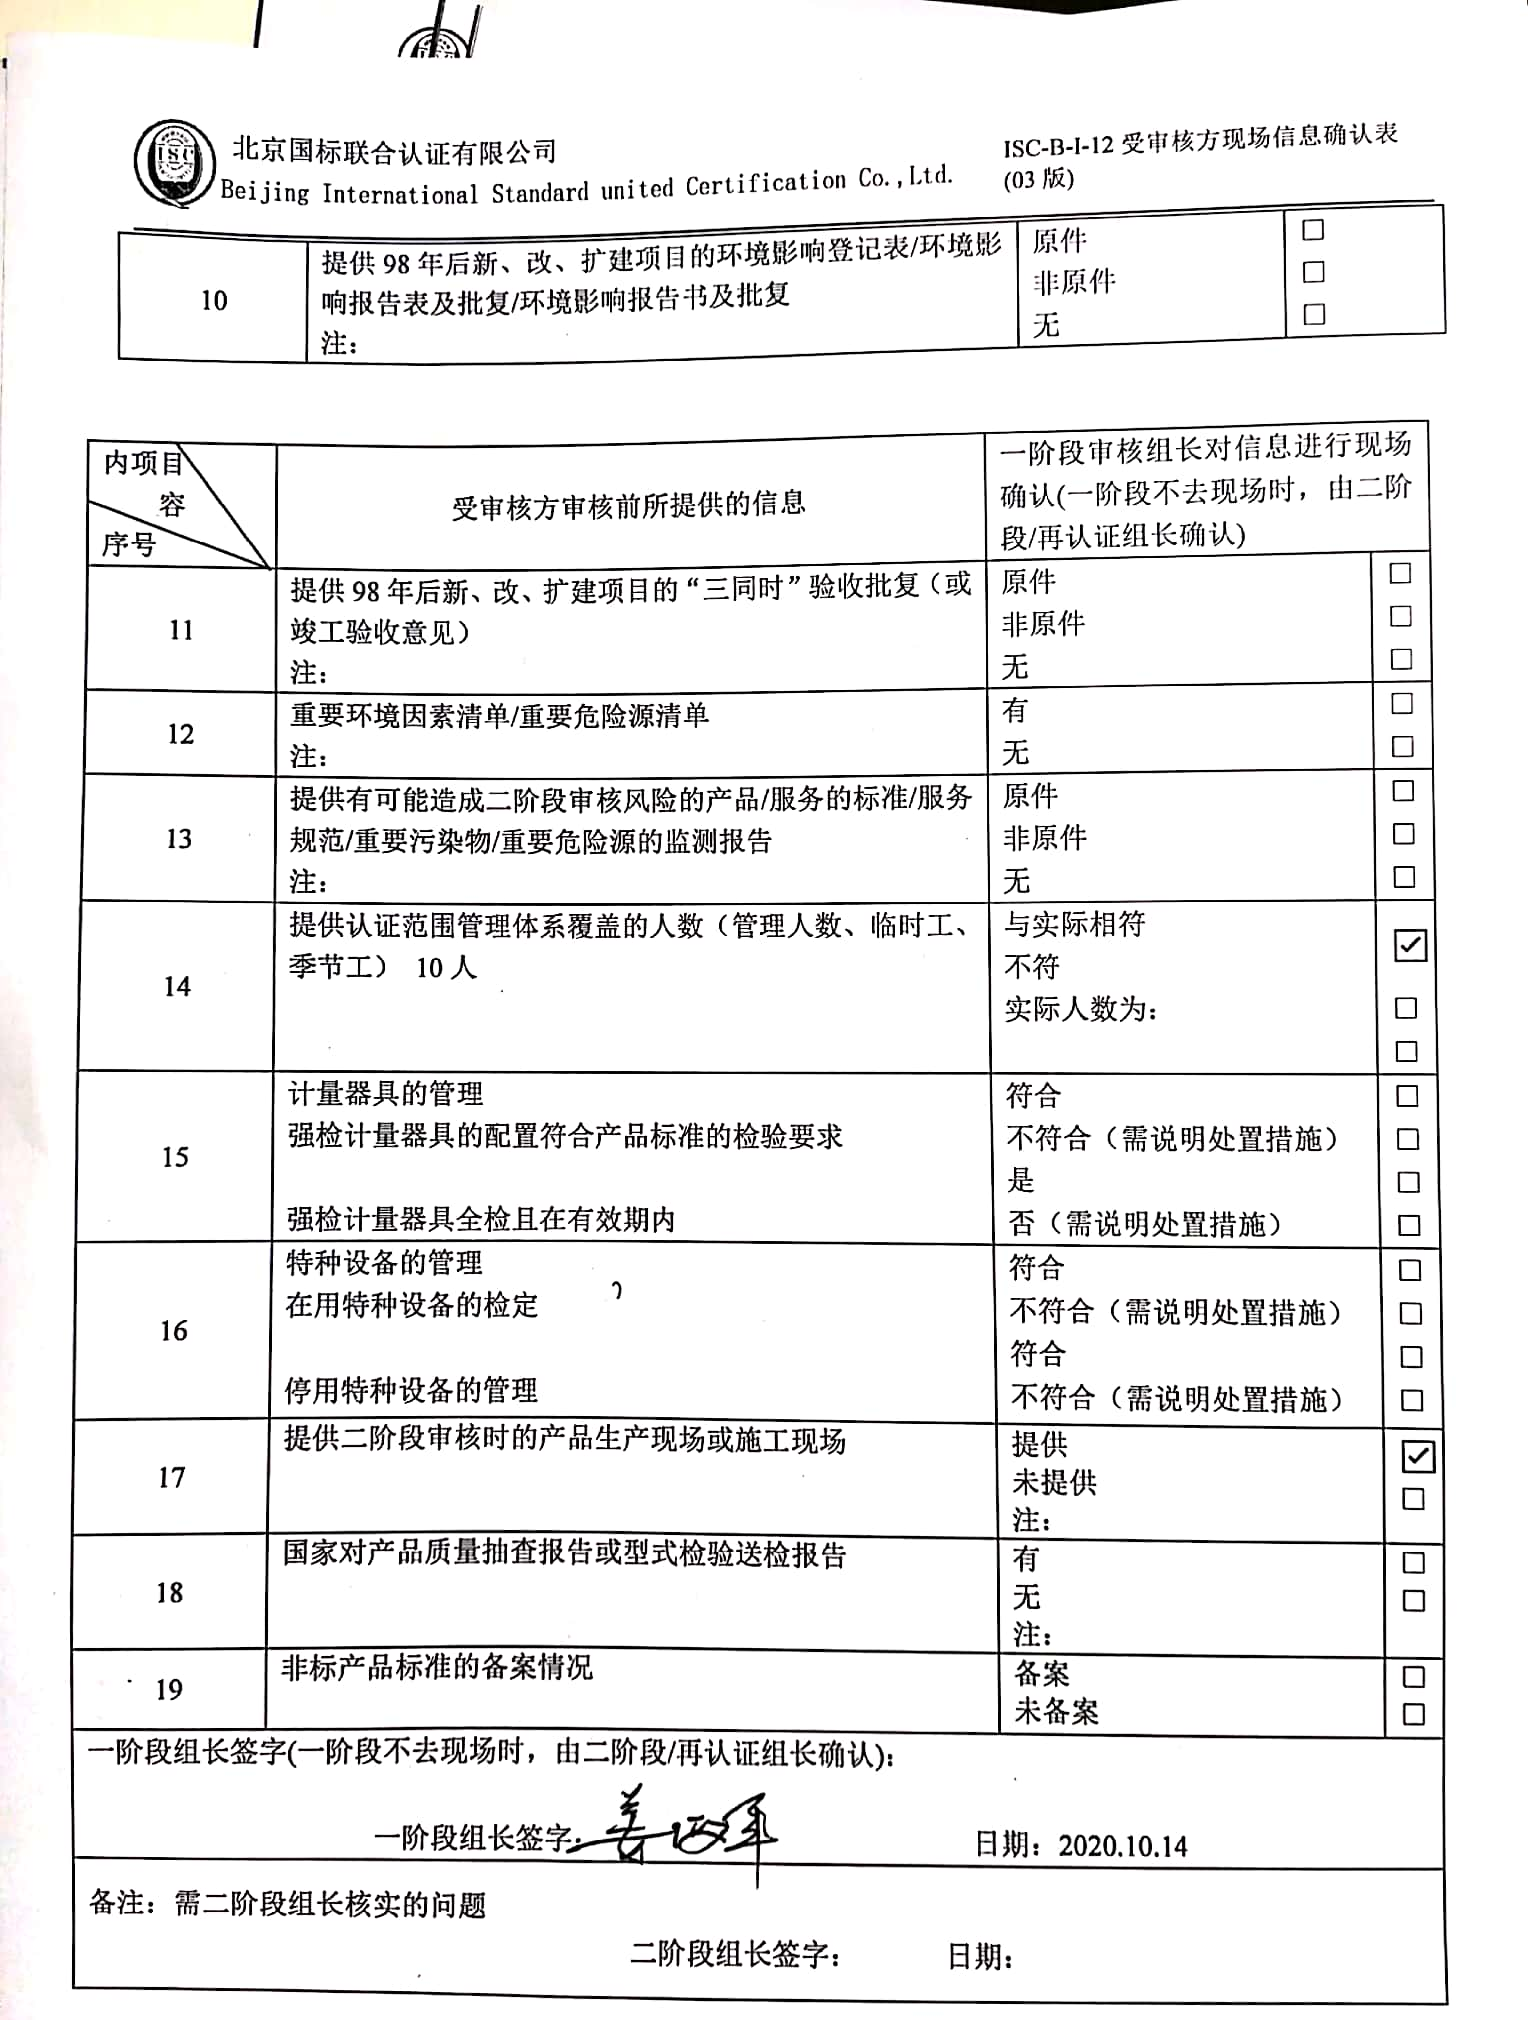 ISC
北京国标联合认证有限公司
Beijing International Standard united Certification Co.,Ltd.
ISC-B-I-12 受审核方现场信息确认表
(03 版)
10
提供 98 年后新、改、扩建项目的环境影响登记表/环境影
响报告表及批复/环境影响报告书及批复
注：
原件 □
非原件 □
无 □
内项目
容
序号
受审核方审核前所提供的信息
一阶段审核组长对信息进行现场
确认(一阶段不去现场时，由二阶
段/再认证组长确认)
11
提供 98 年后新、改、扩建项目的“三同时”验收批复（或
竣工验收意见）
注：
原件 □
非原件 □
无 □
12
重要环境因素清单/重要危险源清单
注：
有 □
无 □
13
提供有可能造成二阶段审核风险的产品/服务的标准/服务
规范/重要污染物/重要危险源的监测报告
注：
原件 □
非原件 □
无 □
14
提供认证范围管理体系覆盖的人数（管理人数、临时工、
季节工） 10 人
与实际相符 ☑
不符 □
实际人数为： □
15
计量器具的管理
强检计量器具的配置符合产品标准的检验要求
强检计量器具全检且在有效期内
符合 □
不符合（需说明处置措施） □
是 □
否（需说明处置措施） □
16
特种设备的管理
在用特种设备的检定
停用特种设备的管理
符合 □
不符合（需说明处置措施） □
符合 □
不符合（需说明处置措施） □
17
提供二阶段审核时的产品生产现场或施工现场
提供 ☑
未提供 □
注：
18
国家对产品质量抽查报告或型式检验送检报告
有 □
无 □
注：
19
非标产品标准的备案情况
备案 □
未备案 □
一阶段组长签字(一阶段不去现场时，由二阶段/再认证组长确认)：
一阶段组长签字： 日期：2020.10.14
备注：需二阶段组长核实的问题
二阶段组长签字： 日期：